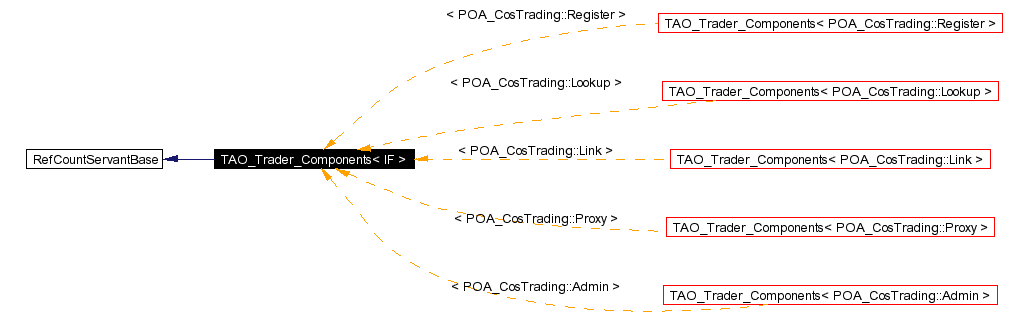 < POA_CosTrading::Register >
TAO_Trader_Components< POA_CosTrading::Register >
< POA_CosTrading::Lookup >
TAO_Trader_Components< POA_CosTrading::Lookup >
< POA_CosTrading::Link >
RefCountServantBase
TAO_Trader_Components< IF >
TAO_Trader_Components< POA_CosTrading::Link >
< POA_CosTrading::Proxy >
TAO_Trader_Components< POA_CosTrading::Proxy >
< POA_CosTrading::Admin >
TAO_Trader_Components< POA_CosTrading::Admin >